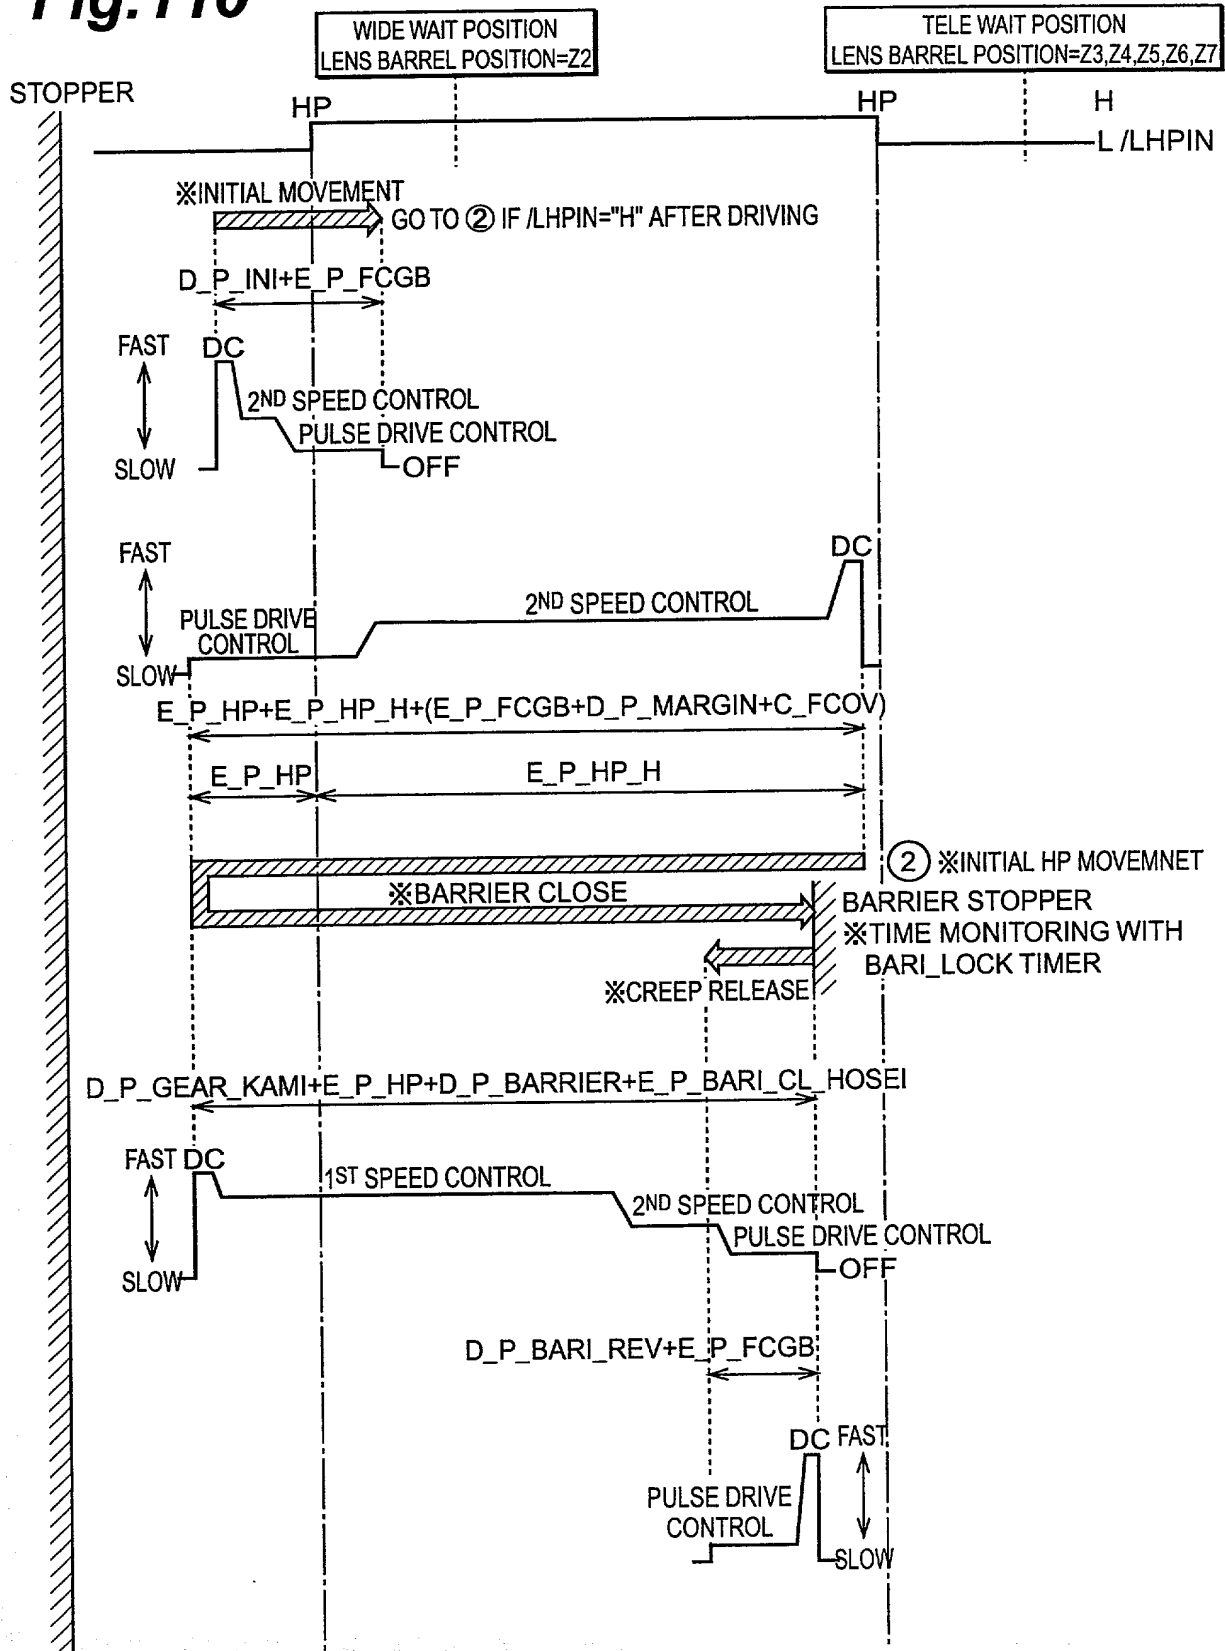 Fig.110
WIDE WAIT POSITION
LENS BARREL POSITION=Z2
TELE WAIT POSITION
LENS BARREL POSITION=Z3,Z4,Z5,Z6,Z7
STOPPER
HP
HP
H
L /LHPIN
※INITIAL MOVEMENT
GO TO ② IF /LHPIN="H" AFTER DRIVING
D_P_INI+E_P_FCGB
FAST
DC
2ND SPEED CONTROL
PULSE DRIVE CONTROL
SLOW
OFF
FAST
DC
2ND SPEED CONTROL
PULSE DRIVE
CONTROL
SLOW
E_P_HP+E_P_HP_H+(E_P_FCGB+D_P_MARGIN+C_FCOV)
E_P_HP
E_P_HP_H
② ※INITIAL HP MOVEMNET
※BARRIER CLOSE
BARRIER STOPPER
※TIME MONITORING WITH
BARI_LOCK TIMER
※CREEP RELEASE
D_P_GEAR_KAMI+E_P_HP+D_P_BARRIER+E_P_BARI_CL_HOSEI
FAST
DC
1ST SPEED CONTROL
2ND SPEED CONTROL
PULSE DRIVE CONTROL
SLOW
OFF
D_P_BARI_REV+E_P_FCGB
DC
FAST
PULSE DRIVE
CONTROL
SLOW